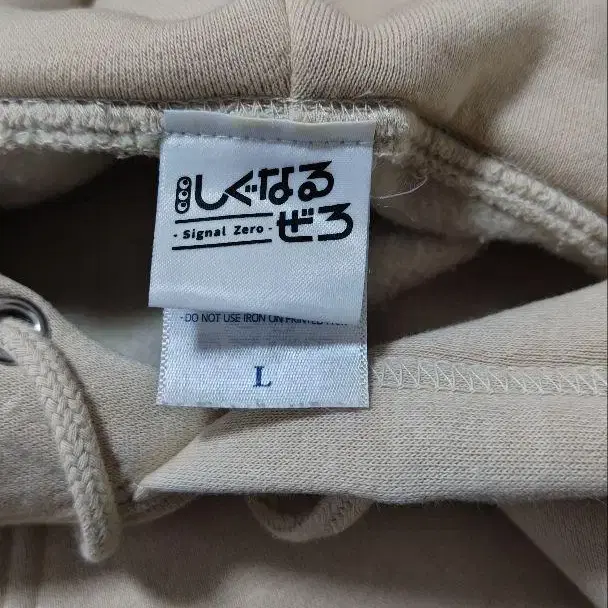 しぐなる
- Signal Zero -
ぜろ
- DO NOT USE IRON ON PRINTED
L